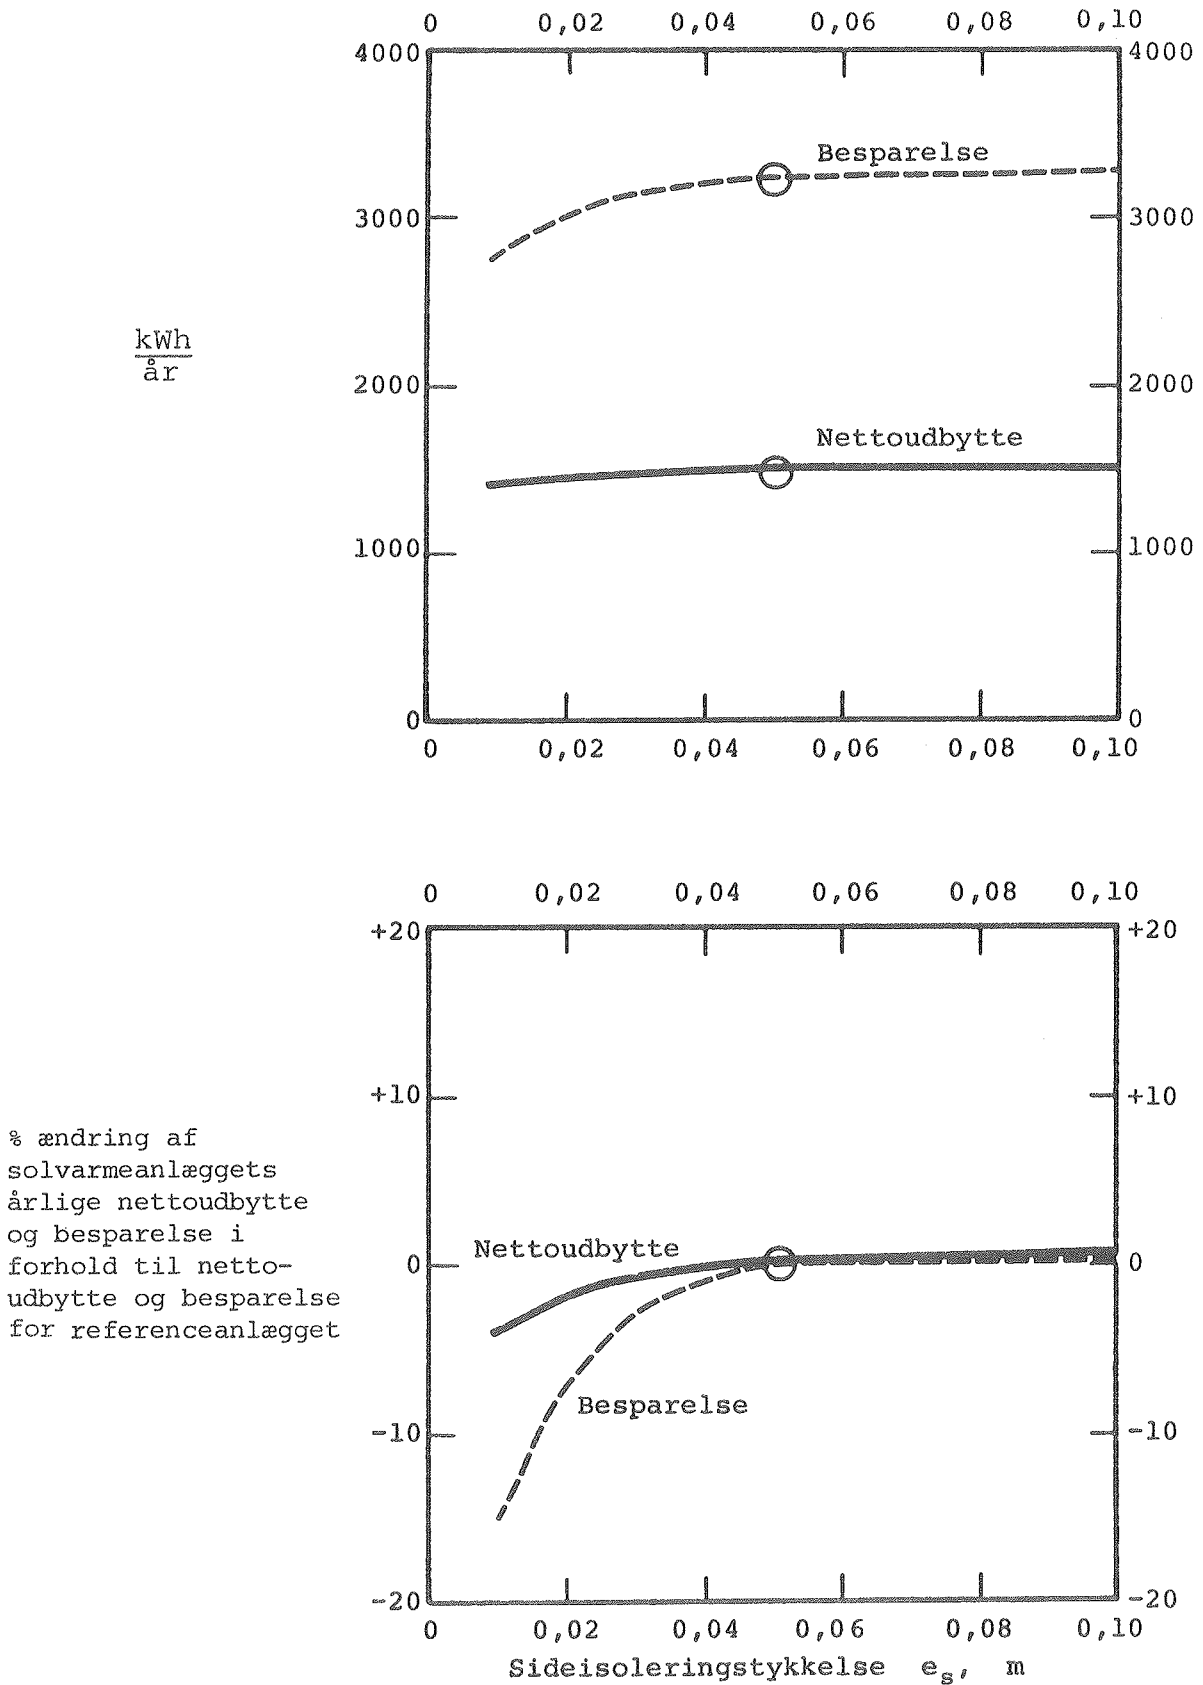 0 0,02 0,04 0,06 0,08 0,10
4000 4000
Besparelse
3000 3000
kWh
år
2000 2000
Nettoudbytte
1000 1000
0 0
0 0,02 0,04 0,06 0,08 0,10
0 0,02 0,04 0,06 0,08 0,10
+20 +20
+10 +10
% ændring af
solvarmeanlæggets
årlige nettoudbytte
og besparelse i
forhold til netto-
udbytte og besparelse
for referenceanlægget
Nettoudbytte
0 0
Besparelse
-10 -10
-20 -20
0 0,02 0,04 0,06 0,08 0,10
Sideisoleringstykkelse es, m